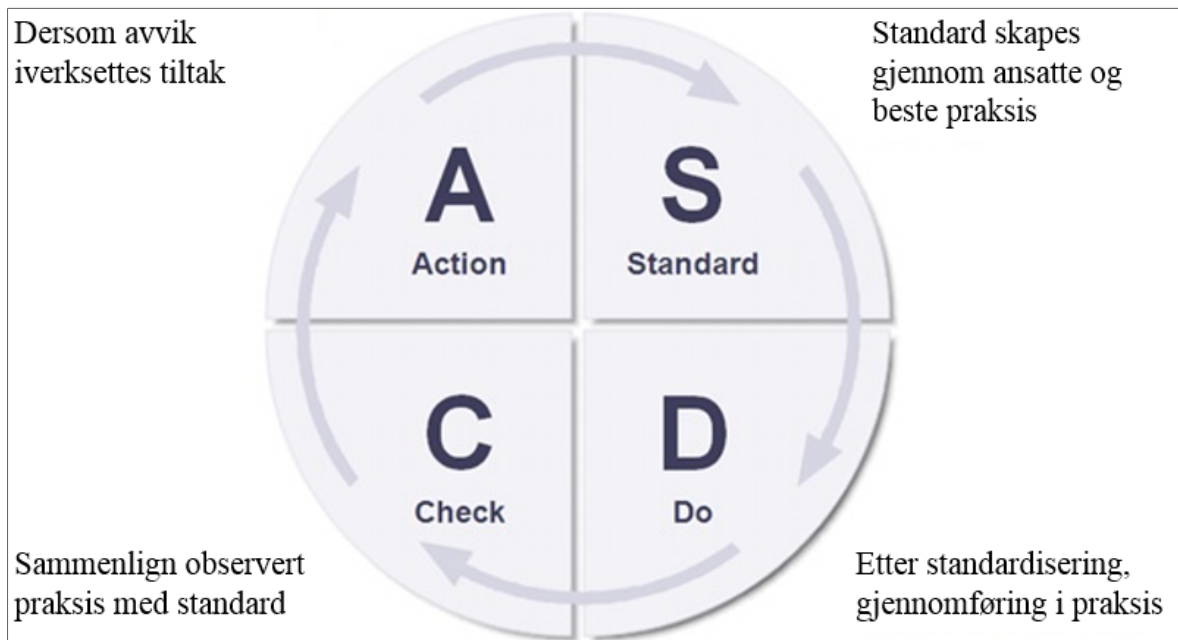 Dersom avvik
iverksettes tiltak
Standard skapes
gjennom ansatte og
beste praksis
A
Action
S
Standard
C
Check
D
Do
Sammenlign observert
praksis med standard
Etter standardisering,
gjennomføring i praksis